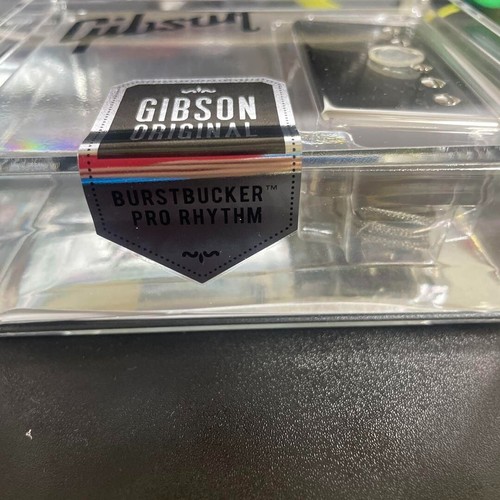 Gibson
GIBSON
ORIGINAL
BURSTBUCKER™
PRO RHYTHM